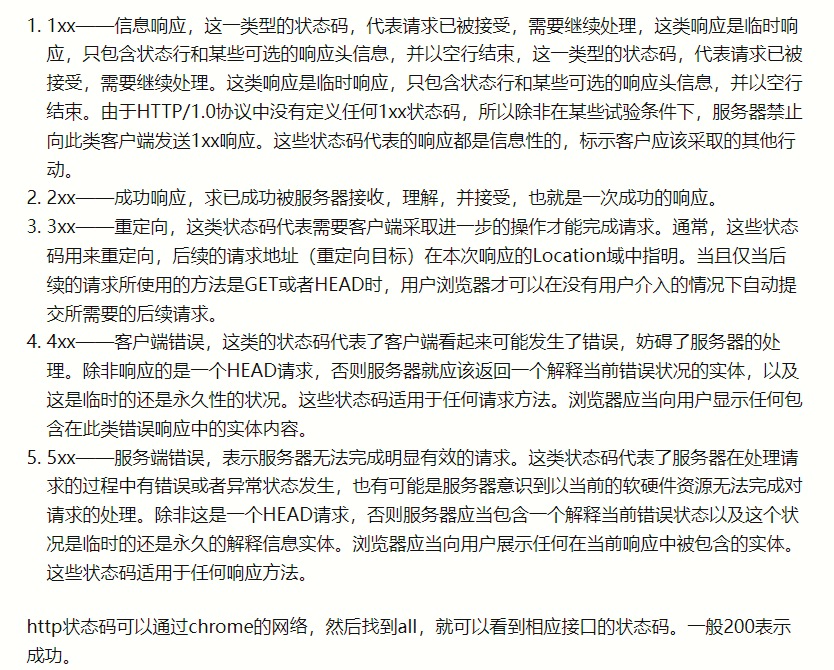 1. 1xx——信息响应，这一类型的状态码，代表请求已被接受，需要继续处理，这类响应是临时响
应，只包含状态行和某些可选的响应头信息，并以空行结束，这一类型的状态码，代表请求已被
接受，需要继续处理。这类响应是临时响应，只包含状态行和某些可选的响应头信息，并以空行
结束。由于HTTP/1.0协议中没有定义任何1xx状态码，所以除非在某些试验条件下，服务器禁止
向此类客户端发送1xx响应。这些状态码代表的响应都是信息性的，标示客户应该采取的其他行
动。
2. 2xx——成功响应，求已成功被服务器接收，理解，并接受，也就是一次成功的响应。
3. 3xx——重定向，这类状态码代表需要客户端采取进一步的操作才能完成请求。通常，这些状态
码用来重定向，后续的请求地址（重定向目标）在本次响应的Location域中指明。当且仅当后
续的请求所使用的方法是GET或者HEAD时，用户浏览器才可以在没有用户介入的情况下自动提
交所需要的后续请求。
4. 4xx——客户端错误，这类的状态码代表了客户端看起来可能发生了错误，妨碍了服务器的处
理。除非响应的是一个HEAD请求，否则服务器就应该返回一个解释当前错误状况的实体，以及
这是临时的还是永久性的状况。这些状态码适用于任何请求方法。浏览器应当向用户显示任何包
含在此类错误响应中的实体内容。
5. 5xx——服务端错误，表示服务器无法完成明显有效的请求。这类状态码代表了服务器在处理请
求的过程中有错误或者异常状态发生，也有可能是服务器意识到以当前的软硬件资源无法完成对
请求的处理。除非这是一个HEAD请求，否则服务器应当包含一个解释当前错误状态以及这个状
况是临时的还是永久的解释信息实体。浏览器应当向用户展示任何在当前响应中被包含的实体。
这些状态码适用于任何响应方法。
http状态码可以通过chrome的网络，然后找到all，就可以看到相应接口的状态码。一般200表示
成功。